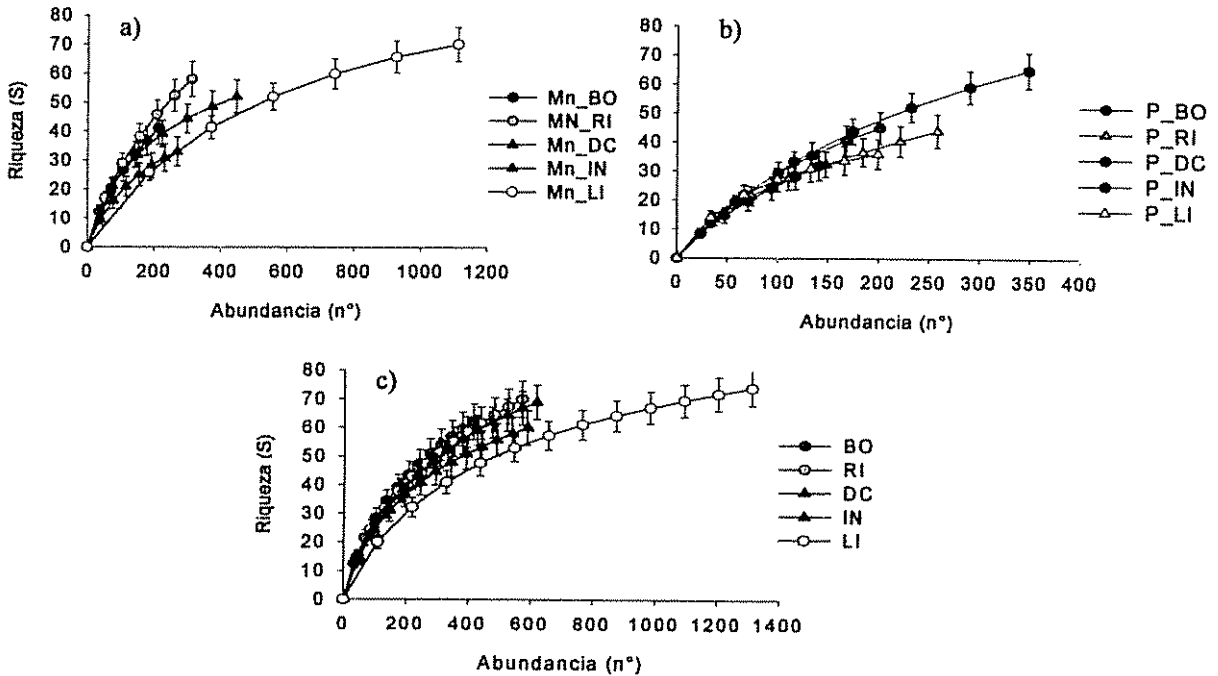 a)
80
70
60
50
40
30
20
10
0
Riqueza (S)
0 200 400 600 800 1000 1200
Abundancia (n°)
Mn_BO
MN_RI
Mn_DC
Mn_IN
Mn_LI
b)
80
70
60
50
40
30
20
10
0
0 50 100 150 200 250 300 350 400
Abundancia (n°)
P_BO
P_RI
P_DC
P_IN
P_LI
c)
80
70
60
50
40
30
20
10
0
Riqueza (S)
0 200 400 600 800 1000 1200 1400
Abundancia (n°)
BO
RI
DC
IN
LI